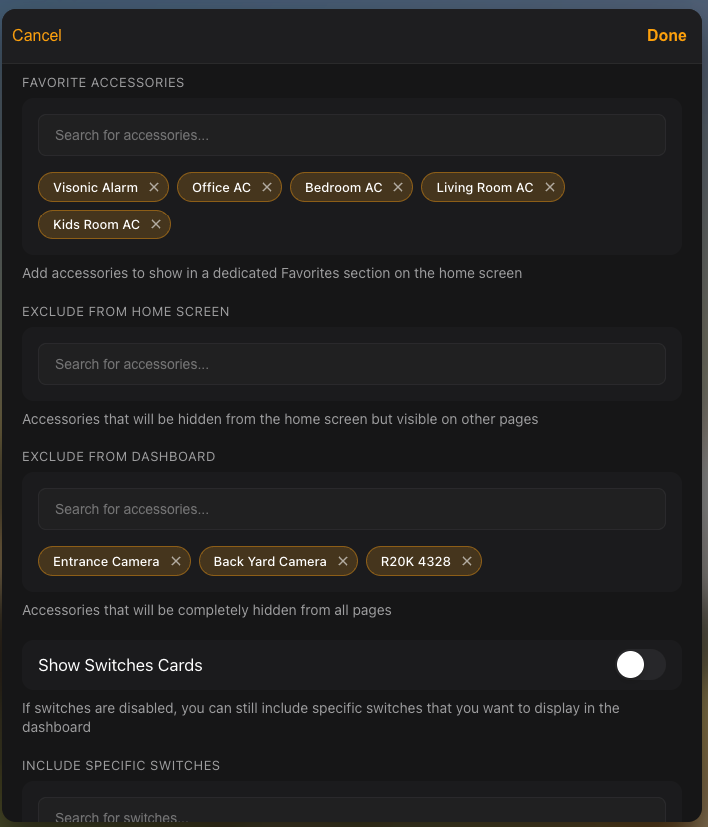 Cancel Done
FAVORITE ACCESSORIES
Search for accessories...
Visonic Alarm × Office AC × Bedroom AC × Living Room AC ×
Kids Room AC ×
Add accessories to show in a dedicated Favorites section on the home screen
EXCLUDE FROM HOME SCREEN
Search for accessories...
Accessories that will be hidden from the home screen but visible on other pages
EXCLUDE FROM DASHBOARD
Search for accessories...
Entrance Camera × Back Yard Camera × R20K 4328 ×
Accessories that will be completely hidden from all pages
Show Switches Cards
If switches are disabled, you can still include specific switches that you want to display in the
dashboard
INCLUDE SPECIFIC SWITCHES
Search for switches...